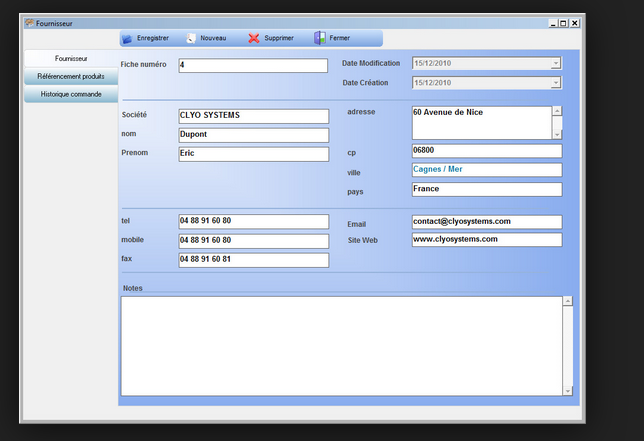 Fournisseur
Enregistrer Nouveau Supprimer Fermer
Fournisseur
Référencement produits
Historique commande
Fiche numéro 4
Date Modification 15/12/2010
Date Création 15/12/2010
Société CLYO SYSTEMS
nom Dupont
Prenom Eric
adresse 60 Avenue de Nice
cp 06800
ville Cagnes / Mer
pays France
tel 04 88 91 60 80
mobile 04 88 91 60 80
fax 04 88 91 60 81
Email contact@clyosystems.com
Site Web www.clyosystems.com
Notes